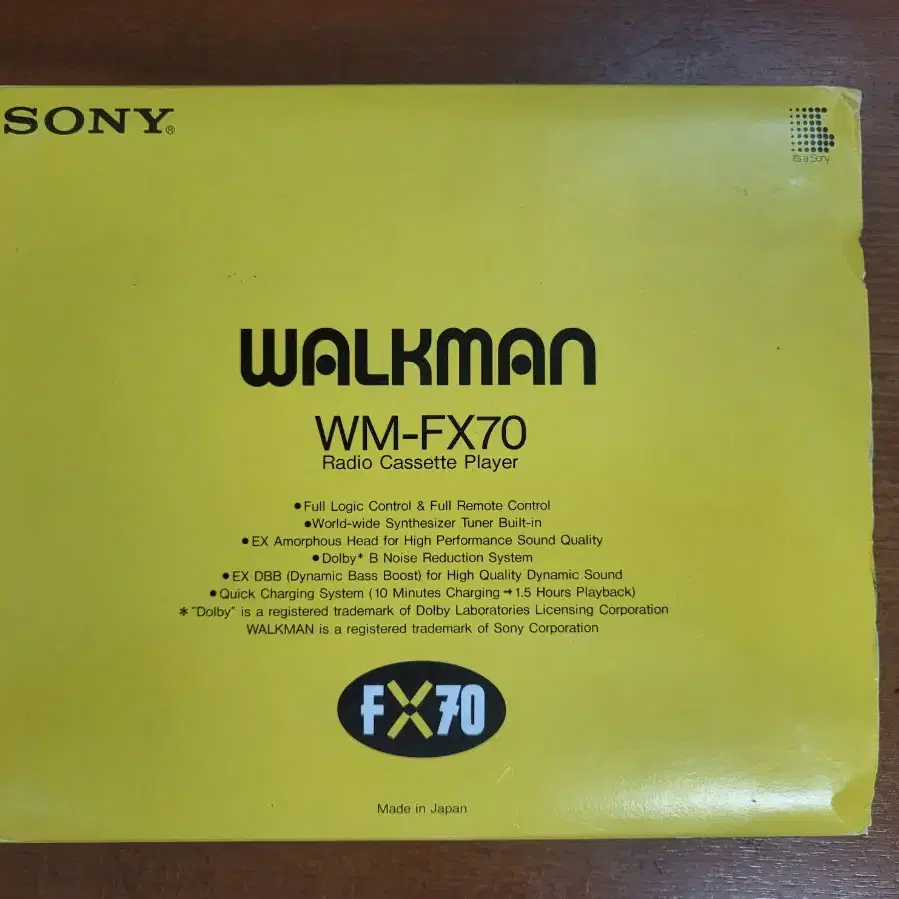 SONY®
It's a Sony
WALKMAN
WM-FX70
Radio Cassette Player
●Full Logic Control & Full Remote Control
●World-wide Synthesizer Tuner Built-in
●EX Amorphous Head for High Performance Sound Quality
●Dolby* B Noise Reduction System
●EX DBB (Dynamic Bass Boost) for High Quality Dynamic Sound
●Quick Charging System (10 Minutes Charging → 1.5 Hours Playback)
* "Dolby" is a registered trademark of Dolby Laboratories Licensing Corporation
WALKMAN is a registered trademark of Sony Corporation
FX70
Made in Japan